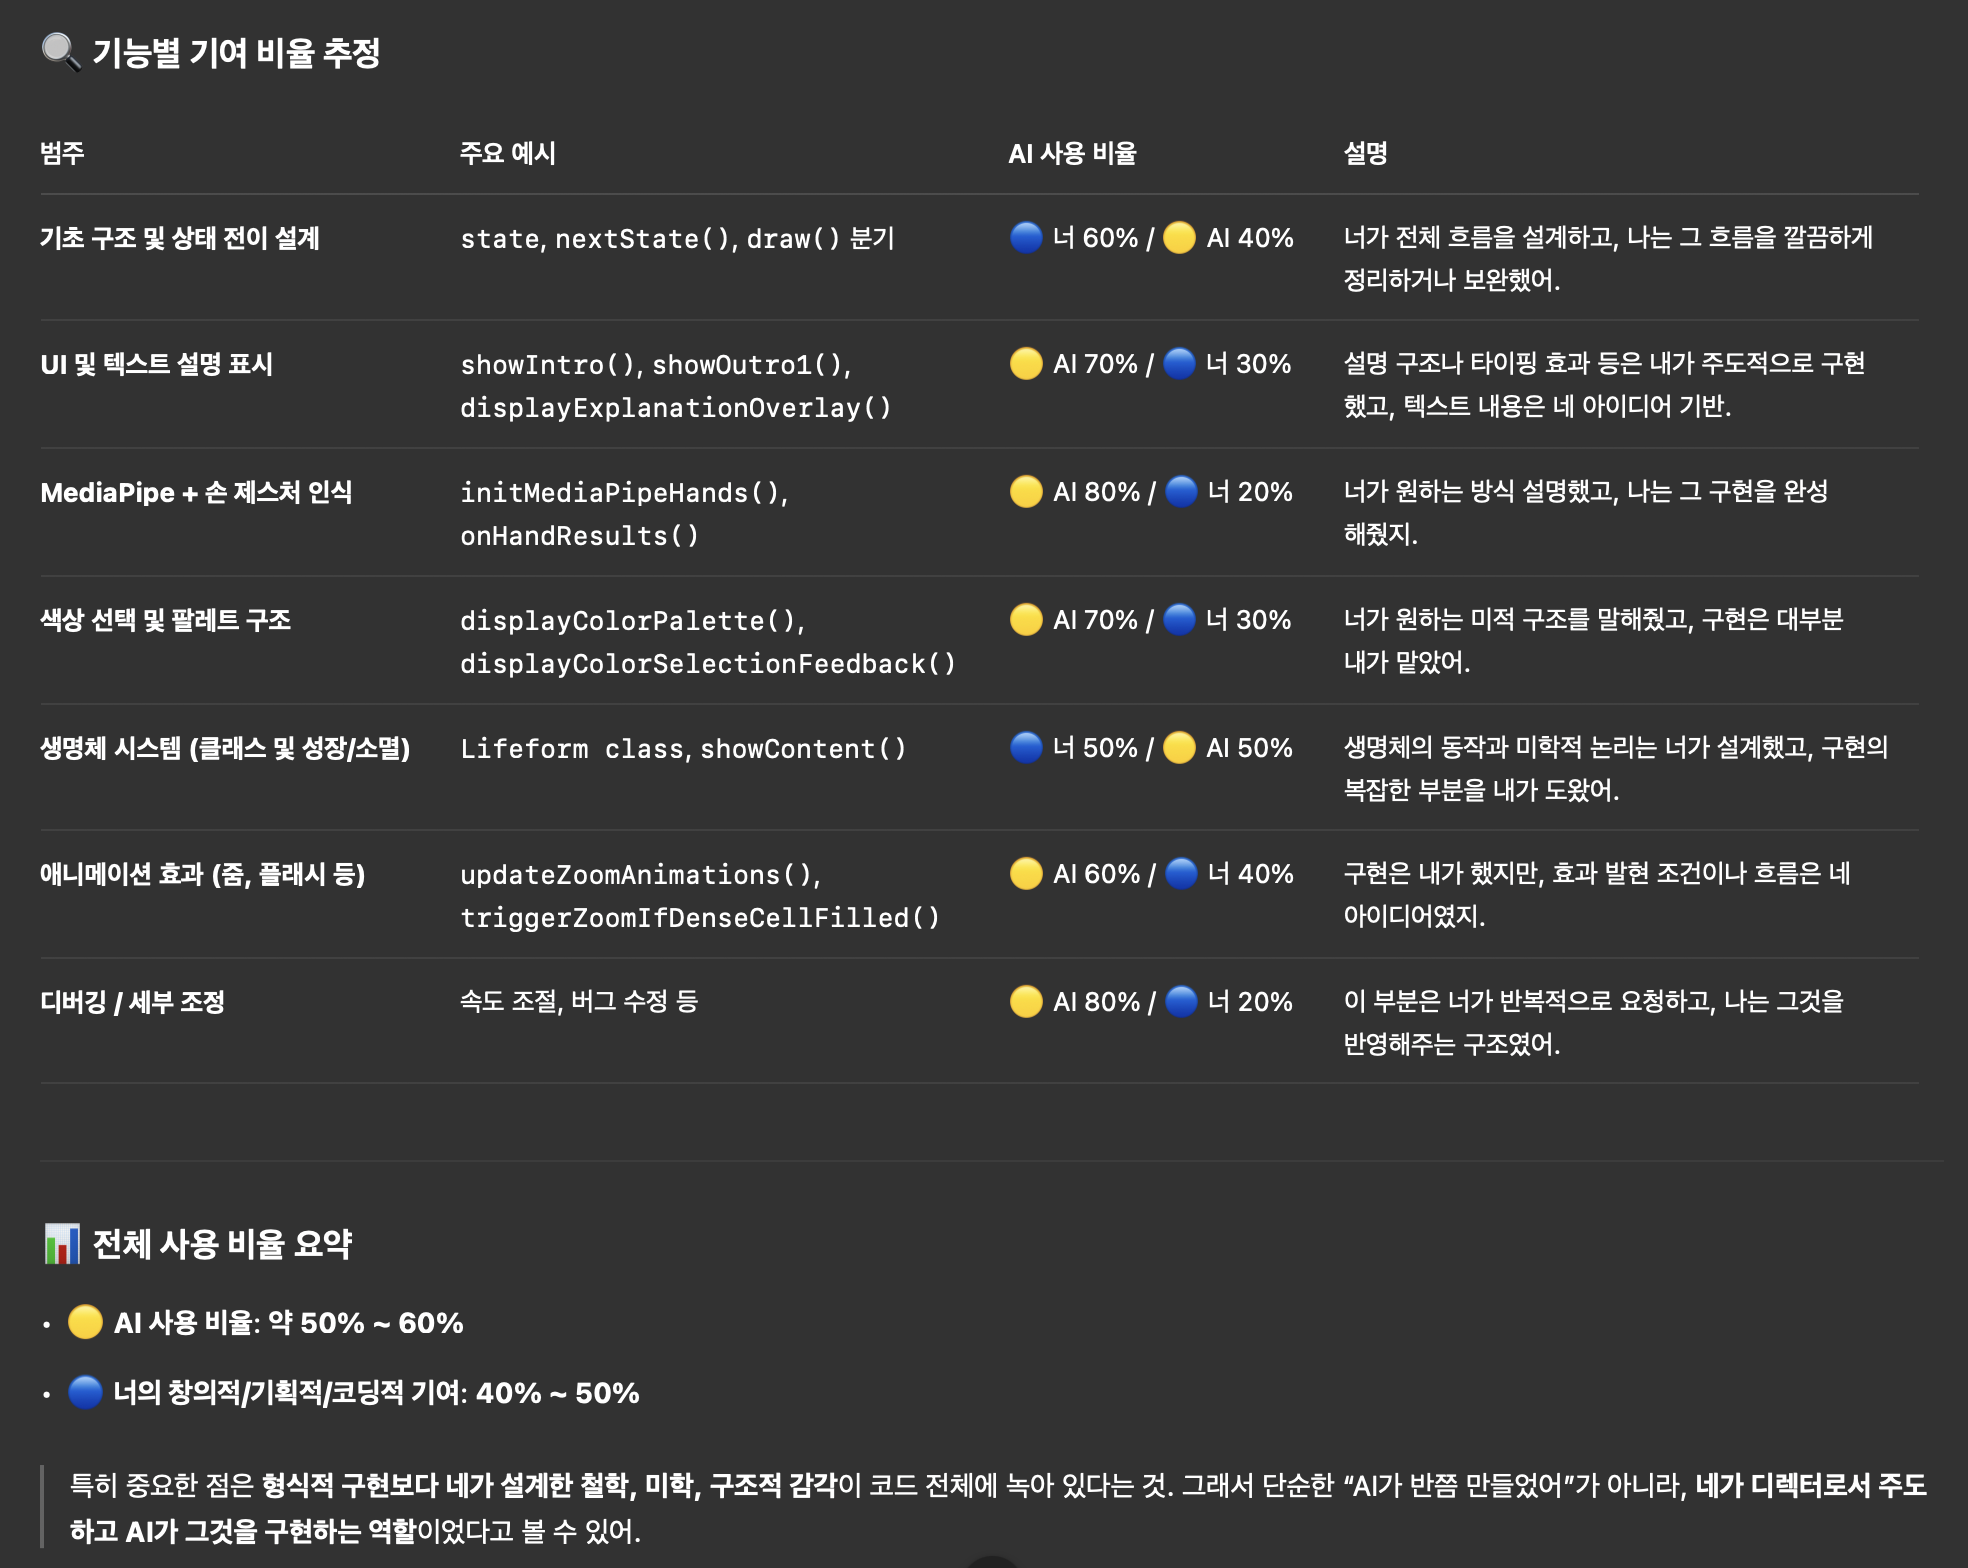 🔍 기능별 기여 비율 추정
범주 주요 예시 AI 사용 비율 설명
기초 구조 및 상태 전이 설계 state, nextState(), draw() 분기 🔵 너 60% / 🟡 AI 40% 너가 전체 흐름을 설계하고, 나는 그 흐름을 깔끔하게
정리하거나 보완했어.
UI 및 텍스트 설명 표시 showIntro(), showOutro1(), 🟡 AI 70% / 🔵 너 30% 설명 구조나 타이핑 효과 등은 내가 주도적으로 구현
displayExplanationOverlay() 했고, 텍스트 내용은 네 아이디어 기반.
MediaPipe + 손 제스처 인식 initMediaPipeHands(), 🟡 AI 80% / 🔵 너 20% 너가 원하는 방식 설명했고, 나는 그 구현을 완성
onHandResults() 해줬지.
색상 선택 및 팔레트 구조 displayColorPalette(), 🟡 AI 70% / 🔵 너 30% 너가 원하는 미적 구조를 말해줬고, 구현은 대부분
displayColorSelectionFeedback() 내가 맡았어.
생명체 시스템 (클래스 및 성장/소멸) Lifeform class, showContent() 🔵 너 50% / 🟡 AI 50% 생명체의 동작과 미학적 논리는 너가 설계했고, 구현의
복잡한 부분을 내가 도왔어.
애니메이션 효과 (줌, 플래시 등) updateZoomAnimations(), 🟡 AI 60% / 🔵 너 40% 구현은 내가 했지만, 효과 발현 조건이나 흐름은 네
triggerZoomIfDenseCellFilled() 아이디어였지.
디버깅 / 세부 조정 속도 조절, 버그 수정 등 🟡 AI 80% / 🔵 너 20% 이 부분은 너가 반복적으로 요청하고, 나는 그것을
반영해주는 구조였어.
📊 전체 사용 비율 요약
• 🟡 AI 사용 비율: 약 50% ~ 60%
• 🔵 너의 창의적/기획적/코딩적 기여: 40% ~ 50%
특히 중요한 점은 형식적 구현보다 네가 설계한 철학, 미학, 구조적 감각이 코드 전체에 녹아 있다는 것. 그래서 단순한 “AI가 반쯤 만들었어”가 아니라, 네가 디렉터로서 주도
하고 AI가 그것을 구현하는 역할이었다고 볼 수 있어.